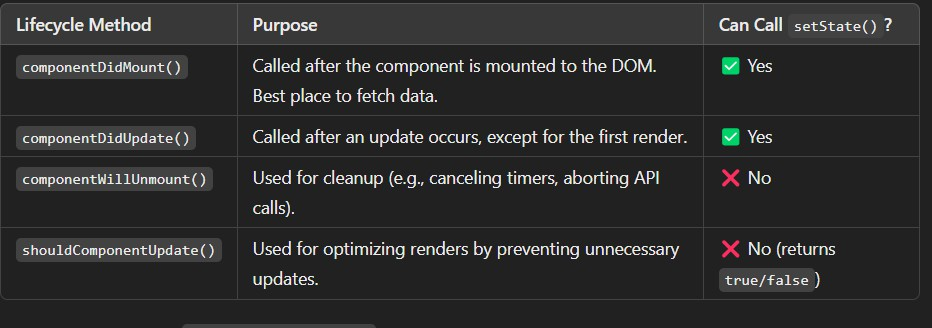 Lifecycle Method Purpose Can Call setState() ?
componentDidMount() Called after the component is mounted to the DOM. ✅ Yes
Best place to fetch data.
componentDidUpdate() Called after an update occurs, except for the first render. ✅ Yes
componentWillUnmount() Used for cleanup (e.g., canceling timers, aborting API ❌ No
calls).
shouldComponentUpdate() Used for optimizing renders by preventing unnecessary ❌ No (returns
updates. true/false )